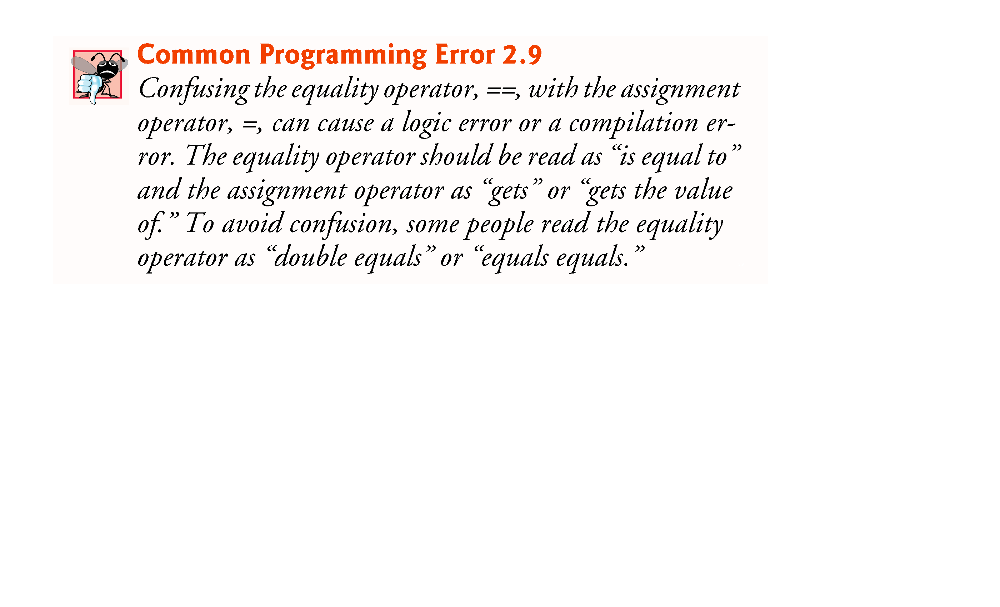 Common Programming Error 2.9
Confusing the equality operator, ==, with the assignment
operator, =, can cause a logic error or a compilation er-
ror. The equality operator should be read as “is equal to”
and the assignment operator as “gets” or “gets the value
of.” To avoid confusion, some people read the equality
operator as “double equals” or “equals equals.”